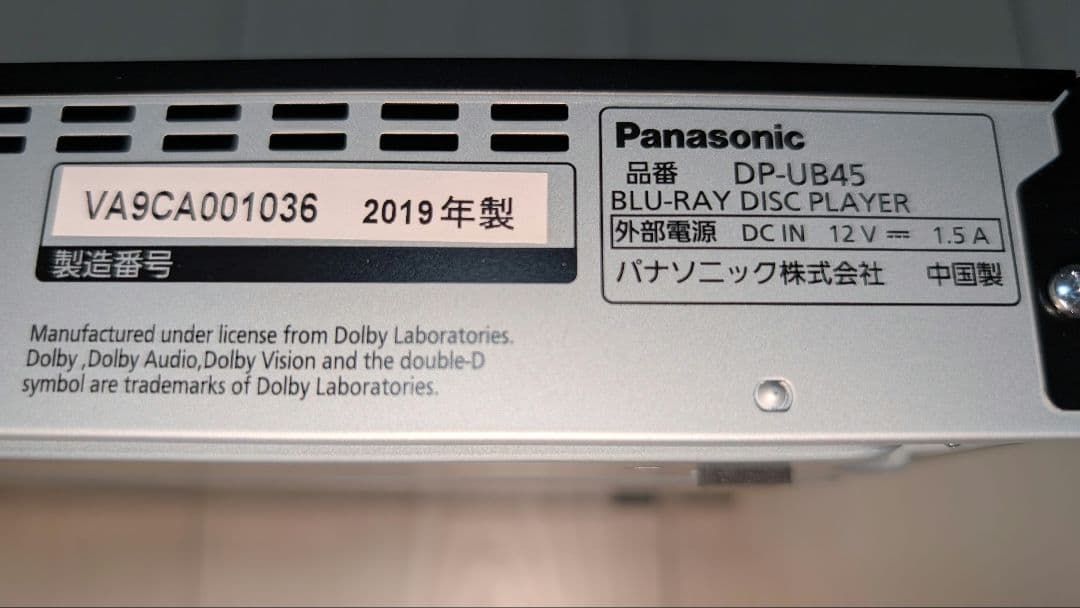 VA9CA001036 2019年製
製造番号
Manufactured under license from Dolby Laboratories.
Dolby ,Dolby Audio,Dolby Vision and the double-D
symbol are trademarks of Dolby Laboratories.
Panasonic
品番 DP-UB45
BLU-RAY DISC PLAYER
外部電源 DC IN 12 V ⎓ 1.5 A
パナソニック株式会社 中国製